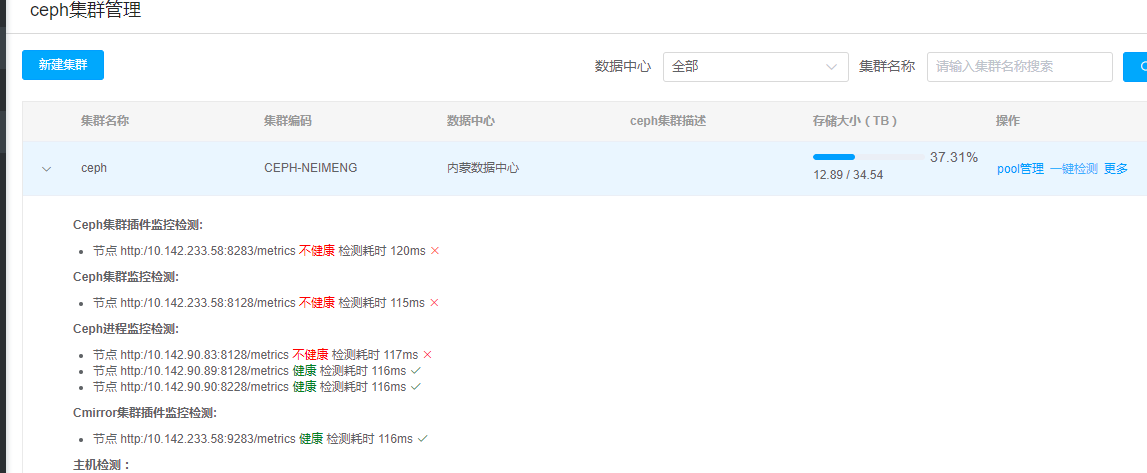 ceph集群管理
新建集群 数据中心 全部 集群名称 请输入集群名称搜索
集群名称 集群编码 数据中心 ceph集群描述 存储大小（TB） 操作
ceph CEPH-NEIMENG 内蒙数据中心 37.31% pool管理 一键检测 更多
12.89 / 34.54
Ceph集群插件监控检测:
节点 http:/10.142.233.58:8283/metrics 不健康 检测耗时 120ms
Ceph集群监控检测:
节点 http:/10.142.233.58:8128/metrics 不健康 检测耗时 115ms
Ceph进程监控检测:
节点 http:/10.142.90.83:8128/metrics 不健康 检测耗时 117ms
节点 http:/10.142.90.89:8128/metrics 健康 检测耗时 116ms
节点 http:/10.142.90.90:8228/metrics 健康 检测耗时 116ms
Cmirror集群插件监控检测:
节点 http:/10.142.233.58:9283/metrics 健康 检测耗时 116ms
主机检测：